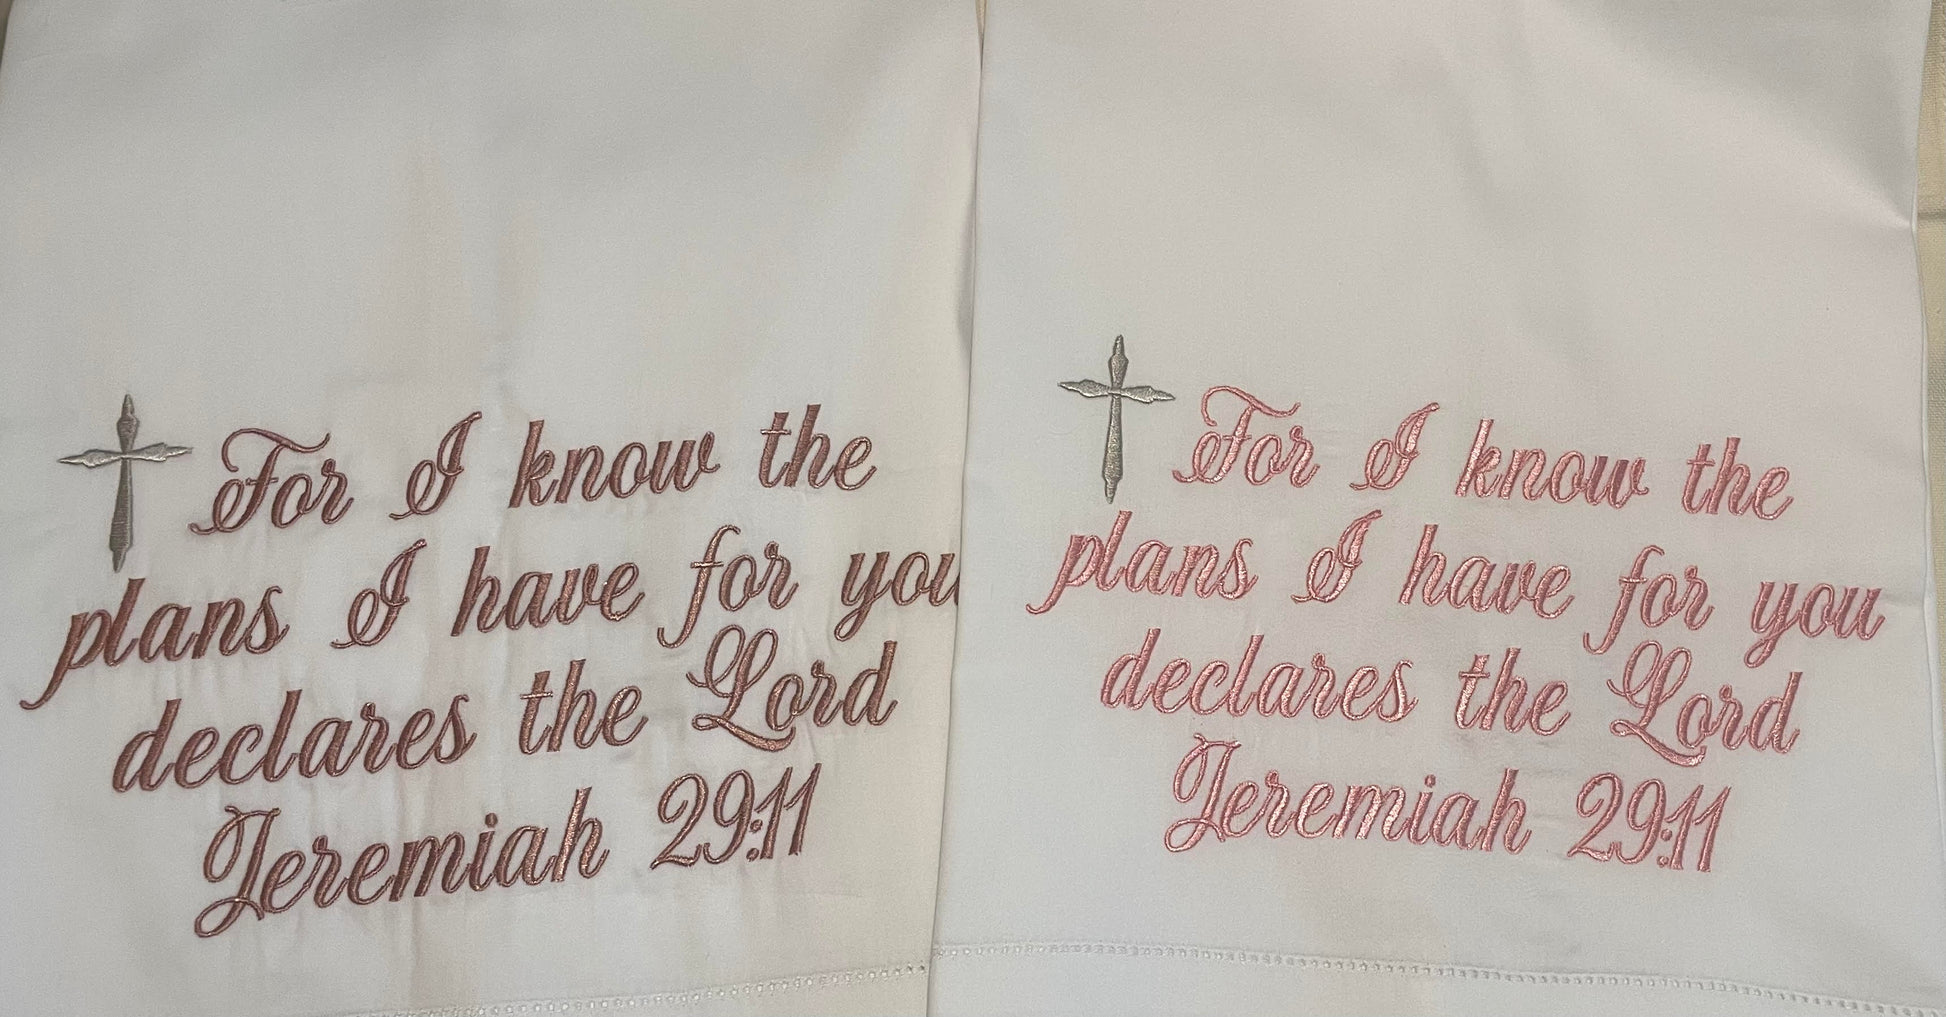 For I know the
plans I have for you
declares the Lord
Jeremiah 29:11
For I know the
plans I have for you
declares the Lord
Jeremiah 29:11